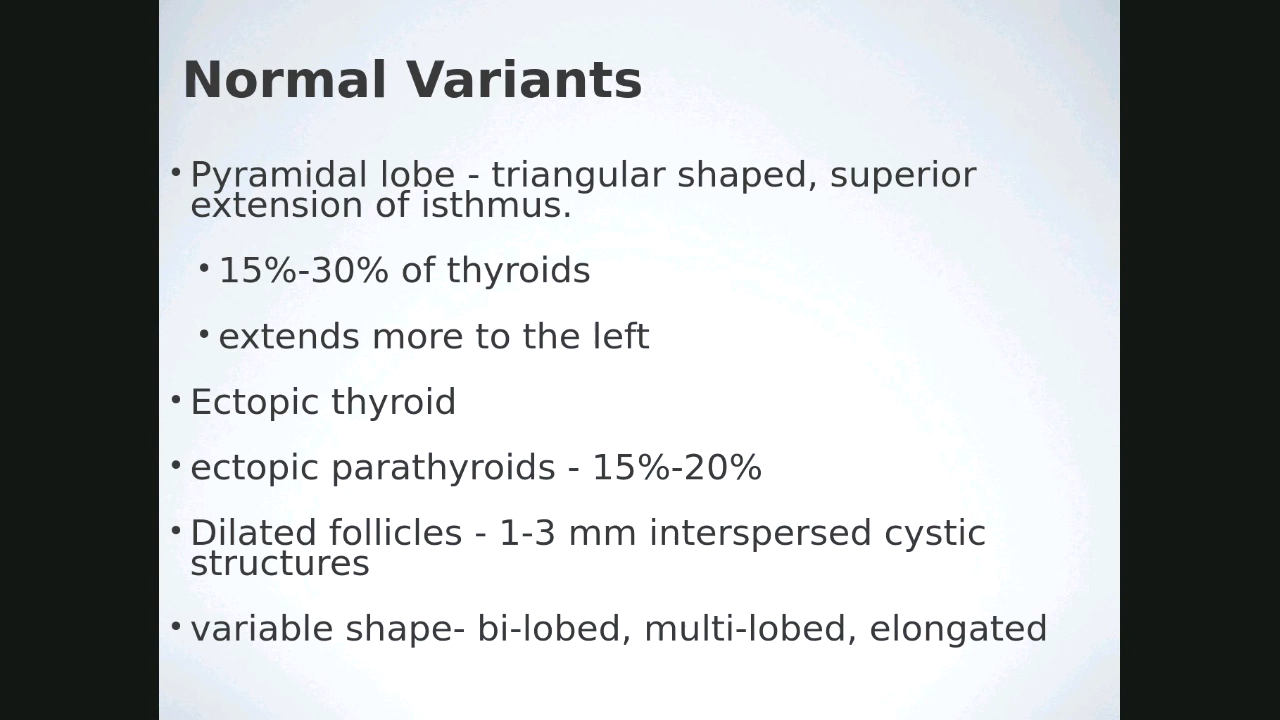 Normal Variants
• Pyramidal lobe - triangular shaped, superior
extension of isthmus.
• 15%-30% of thyroids
• extends more to the left
• Ectopic thyroid
• ectopic parathyroids - 15%-20%
• Dilated follicles - 1-3 mm interspersed cystic
structures
• variable shape- bi-lobed, multi-lobed, elongated